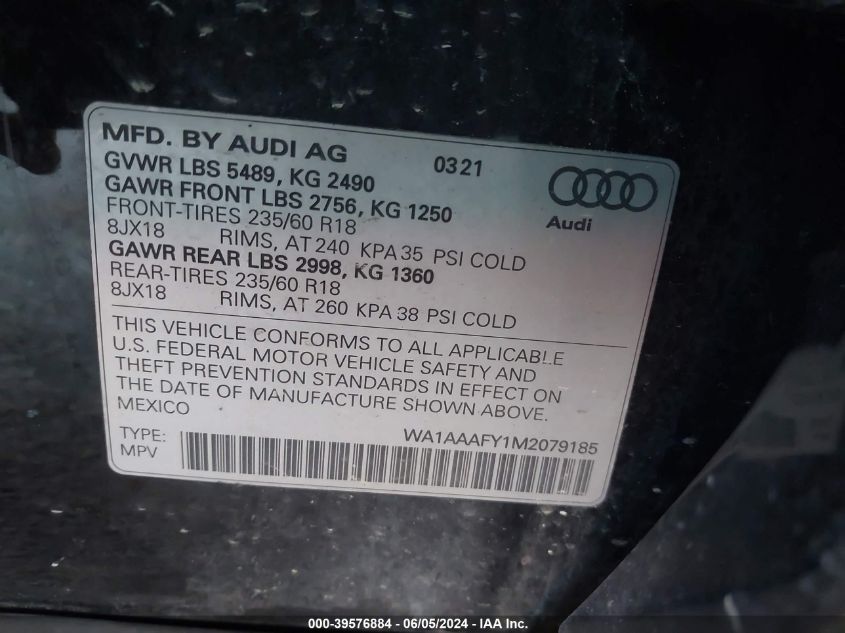 MFD. BY AUDI AG 0321
GVWR LBS 5489, KG 2490
GAWR FRONT LBS 2756, KG 1250
FRONT-TIRES 235/60 R18
8JX18 RIMS, AT 240 KPA 35 PSI COLD
Audi
GAWR REAR LBS 2998, KG 1360
REAR-TIRES 235/60 R18
8JX18 RIMS, AT 260 KPA 38 PSI COLD
THIS VEHICLE CONFORMS TO ALL APPLICABLE
U.S. FEDERAL MOTOR VEHICLE SAFETY AND
THEFT PREVENTION STANDARDS IN EFFECT ON
THE DATE OF MANUFACTURE SHOWN ABOVE.
MEXICO
WA1AAAFY1M2079185
TYPE:
MPV
000-39576884 - 06/05/2024 - IAA Inc.